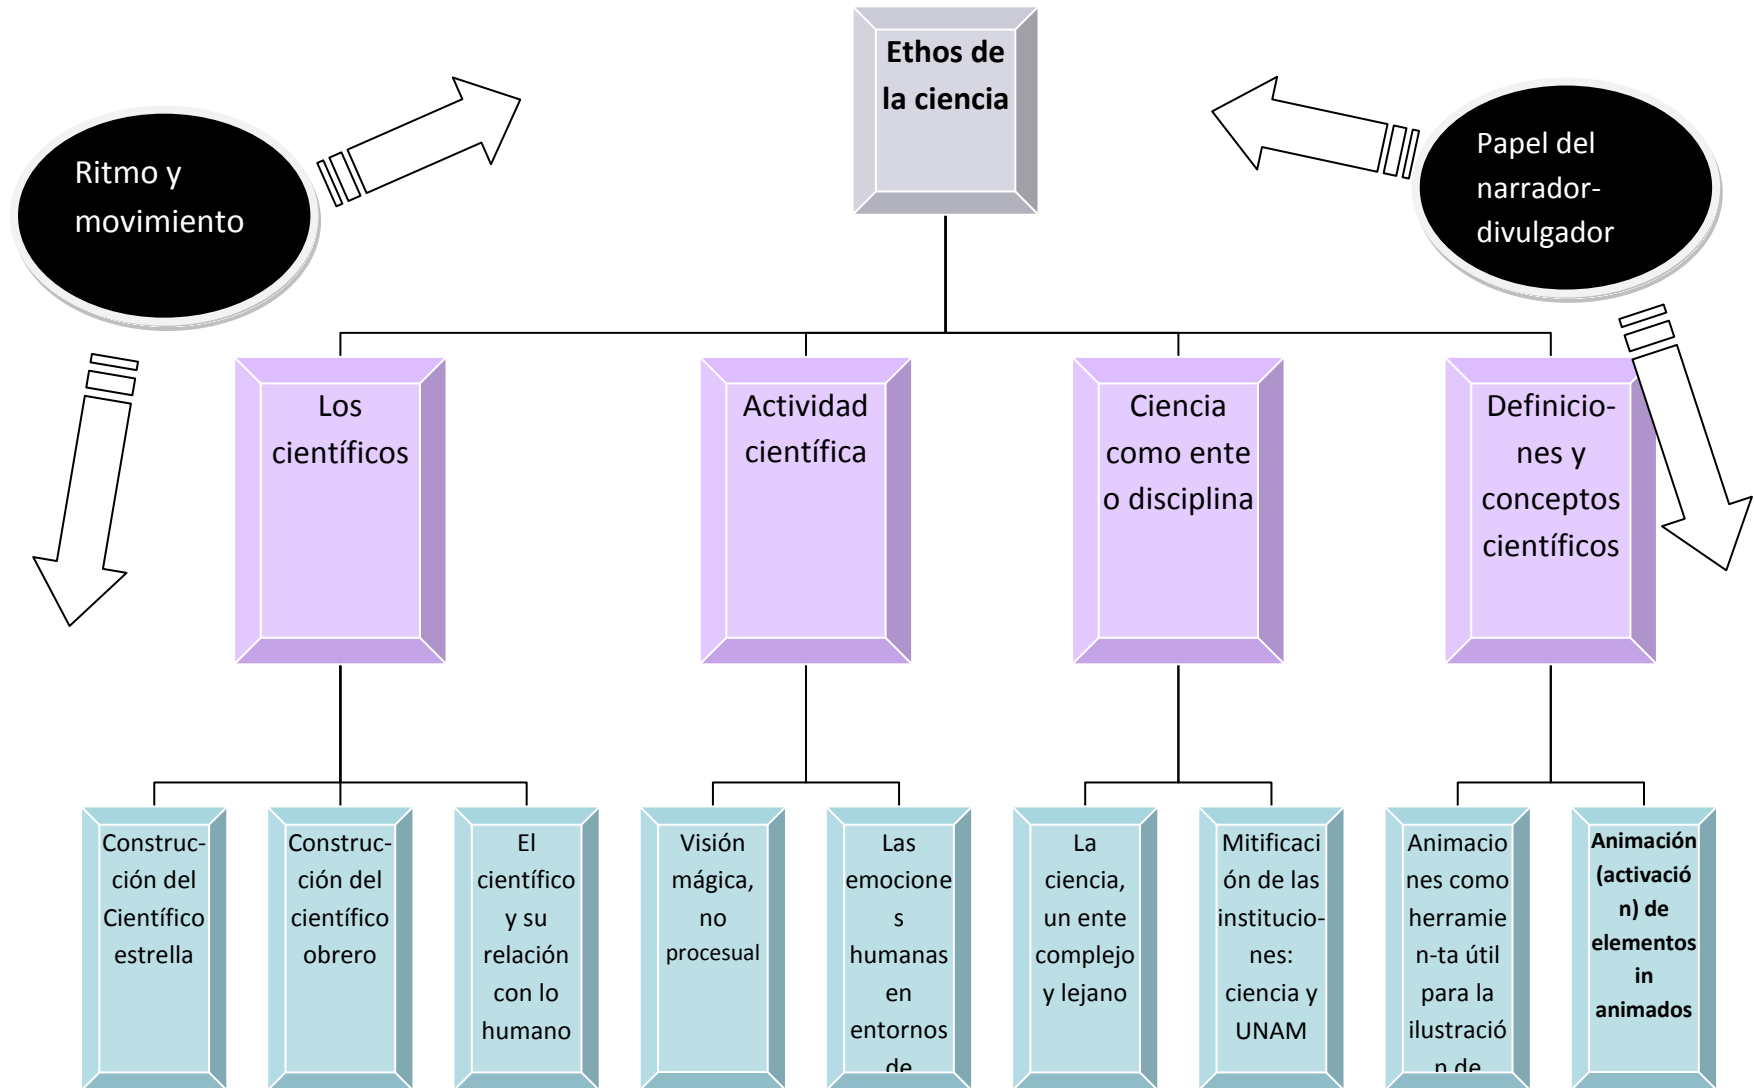 Ethos de
la ciencia
Ritmo y
movimiento
Papel del
narrador-
divulgador
Los
científicos
Actividad
científica
Ciencia
como ente
o disciplina
Definicio-
nes y
conceptos
científicos
Construc-
ción del
Científico
estrella
Construc-
ción del
científico
obrero
El
científico
y su
relación
con lo
humano
Visión
mágica,
no
procesual
Las
emocione
s
humanas
en
entornos
de
La
ciencia,
un ente
complejo
y lejano
Mitificaci
ón de las
institucio-
nes:
ciencia y
UNAM
Animacio
nes como
herramie
n-ta útil
para la
ilustració
n de
Animación
(activació
n) de
elementos
in
animados